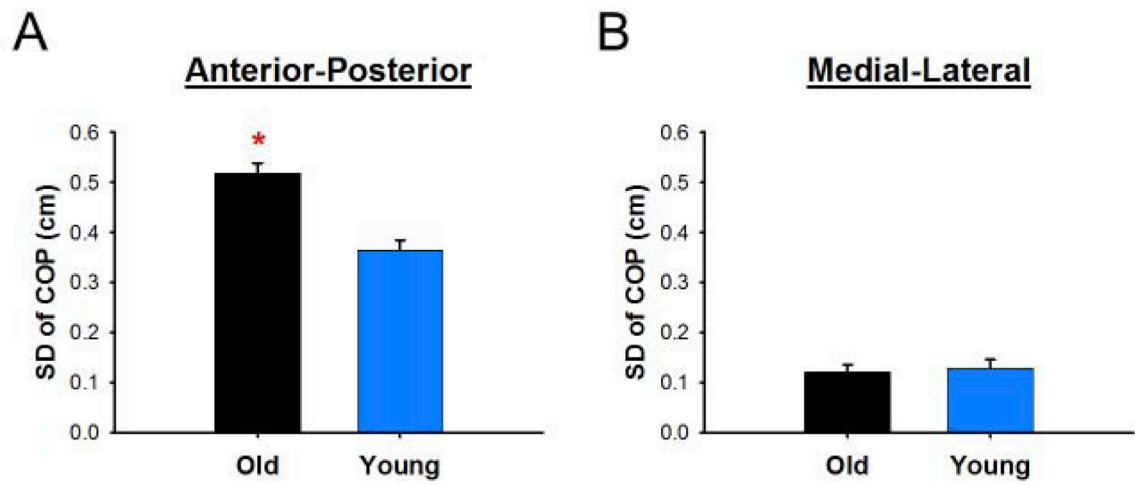 A
Anterior-Posterior
SD of COP (cm)
0.6
0.5
0.4
0.3
0.2
0.1
0.0
*
Old Young
B
Medial-Lateral
SD of COP (cm)
0.6
0.5
0.4
0.3
0.2
0.1
0.0
Old Young